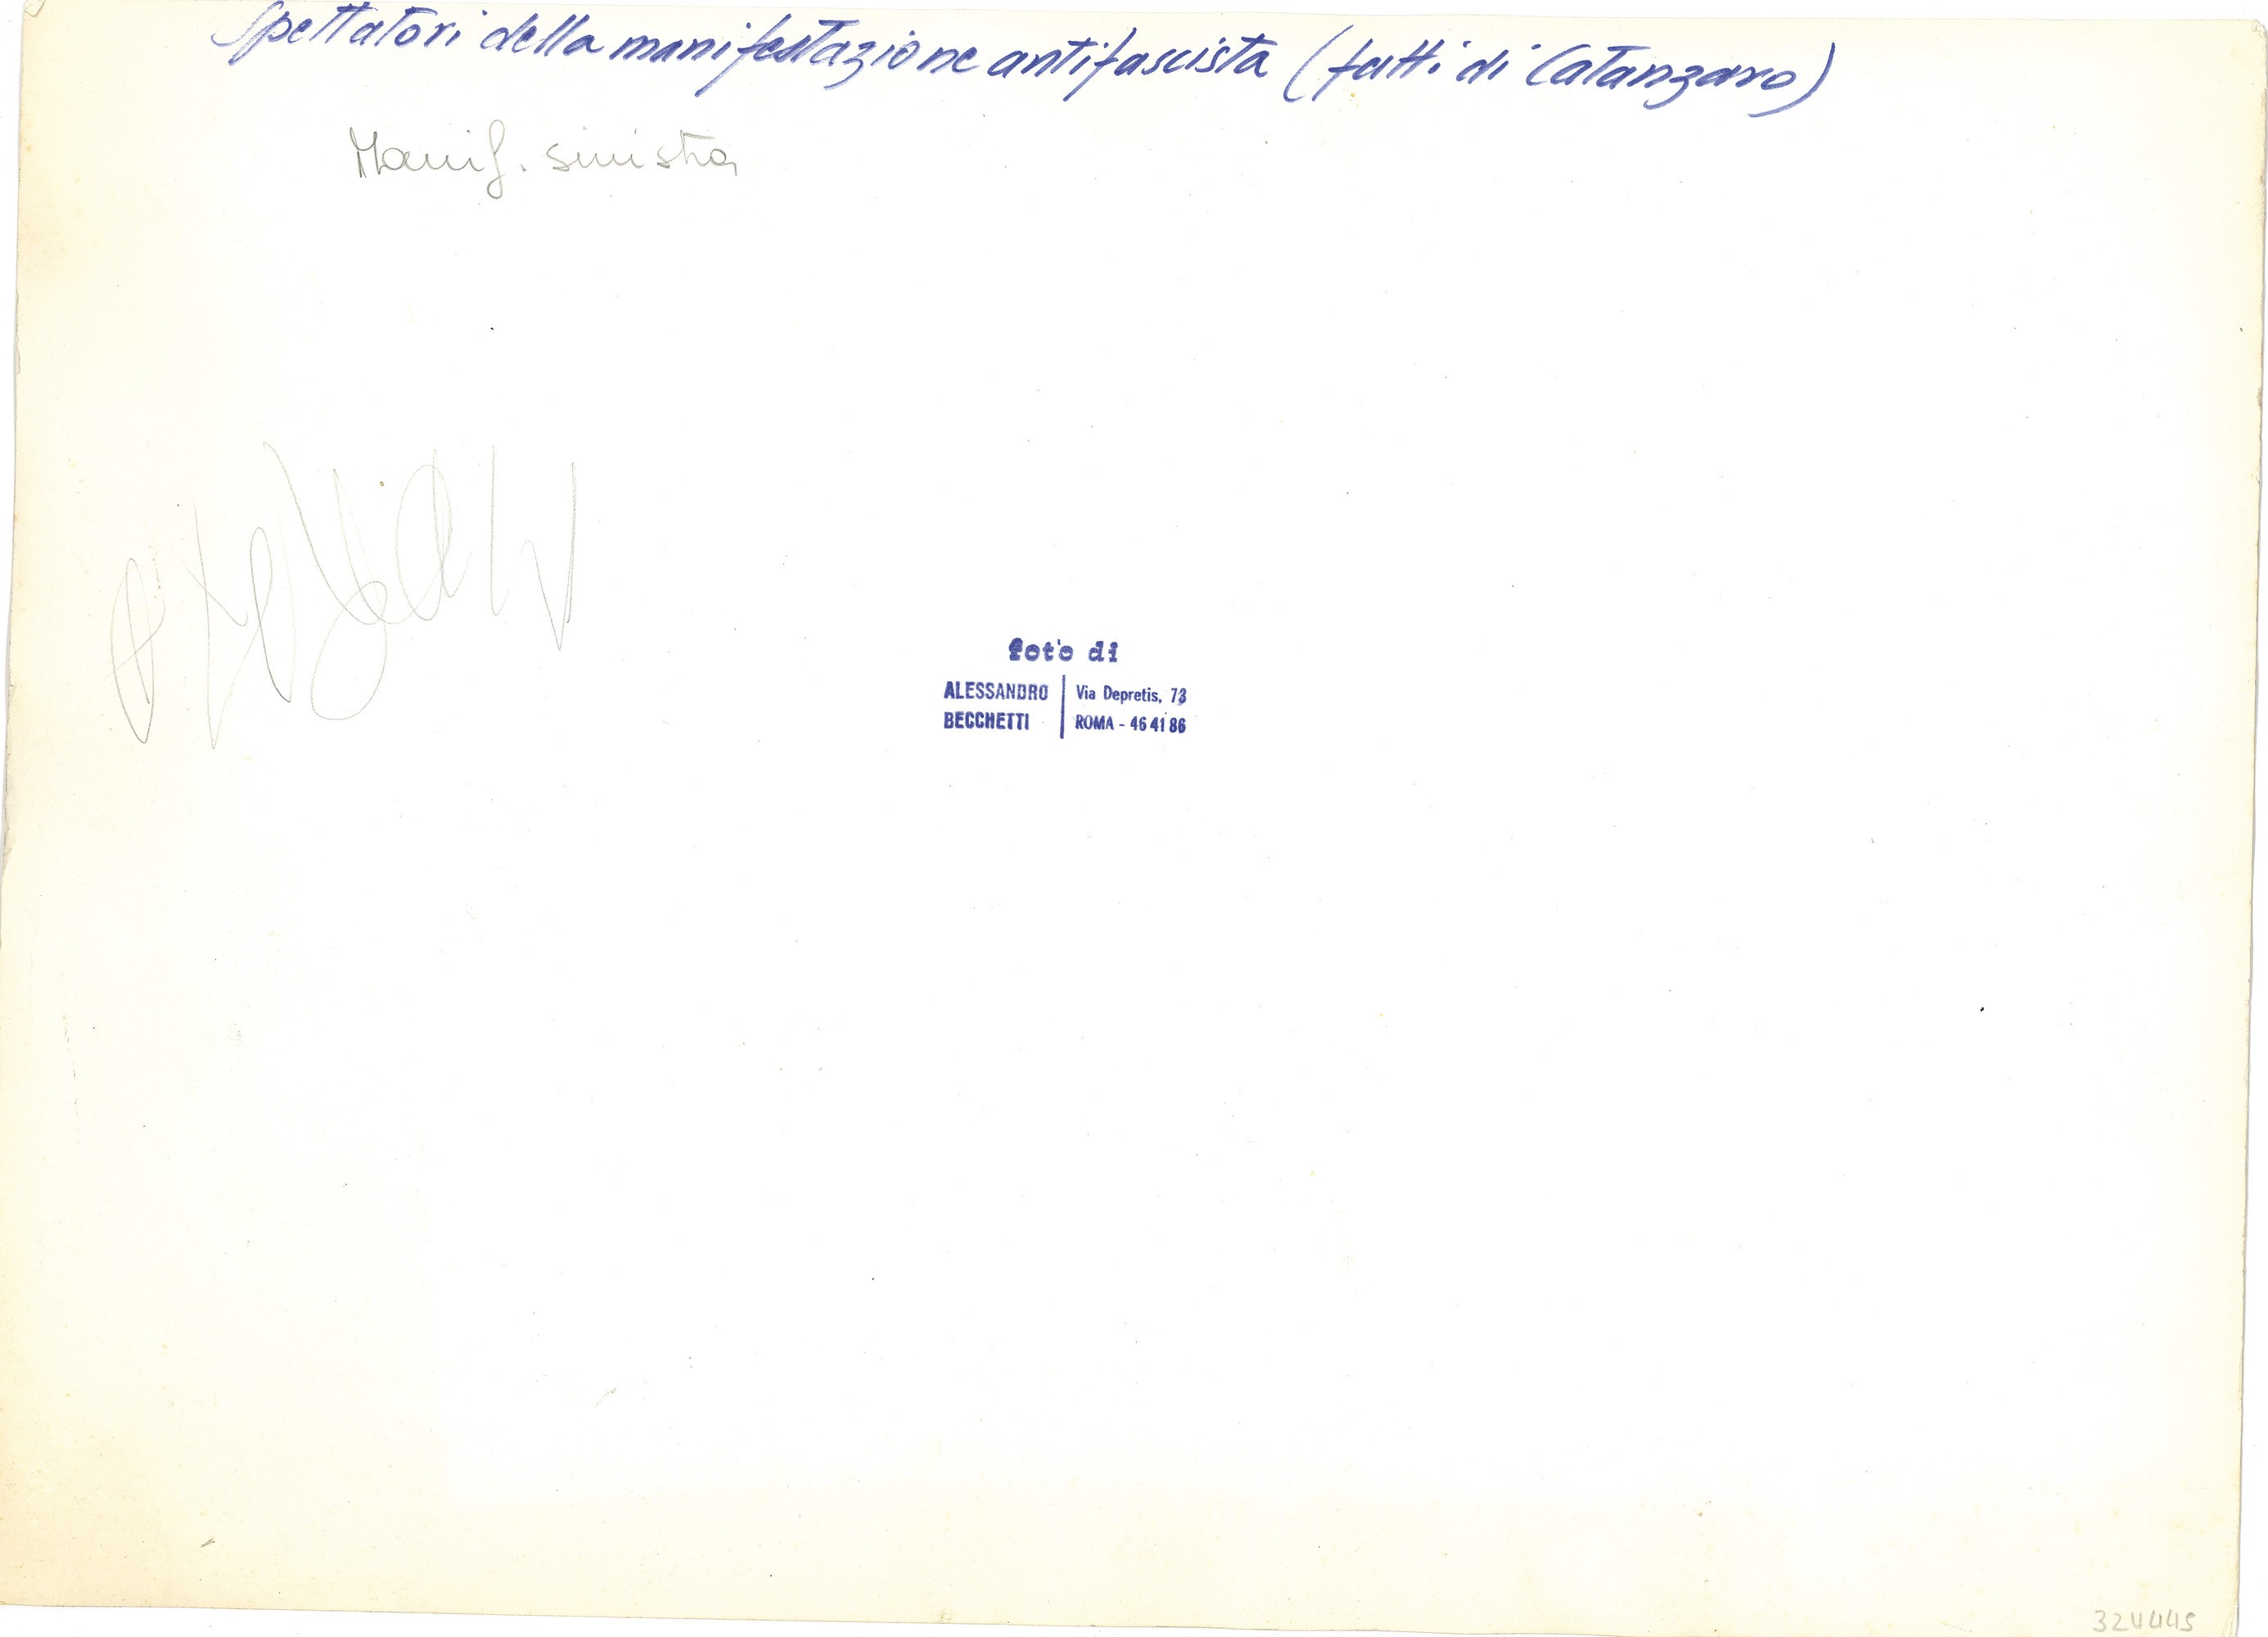 Spettatori della manifestazione antifascista (fatti di Catanzaro)
Manif. sinistra
foto di
ALESSANDRO
BECCHETTI
Via Depretis, 73
ROMA - 46 41 86
324445